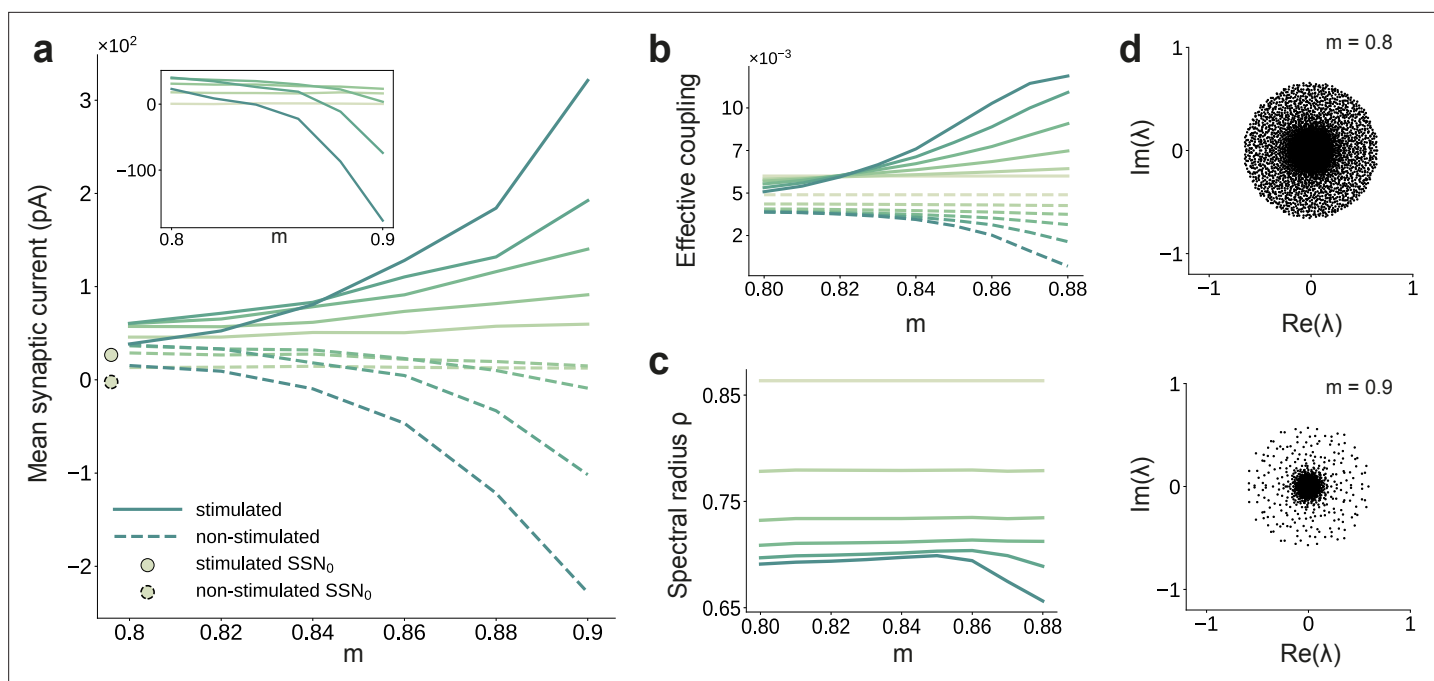 a
×10²
Mean synaptic current (pA)
3
2
1
0
−1
−2
0.8
0.82
0.84
0.86
0.88
0.9
m
0
−100
0.8
m
0.9
stimulated
non-stimulated
stimulated SSN₀
non-stimulated SSN₀
b
×10⁻³
Effective coupling
10
7
5
2
0.80
0.82
0.84
0.86
0.88
m
c
Spectral radius ρ
0.85
0.75
0.65
0.80
0.82
0.84
0.86
0.88
m
d
m = 0.8
Im(λ)
1
0
−1
−1
0
1
Re(λ)
m = 0.9
Im(λ)
1
0
−1
−1
0
1
Re(λ)